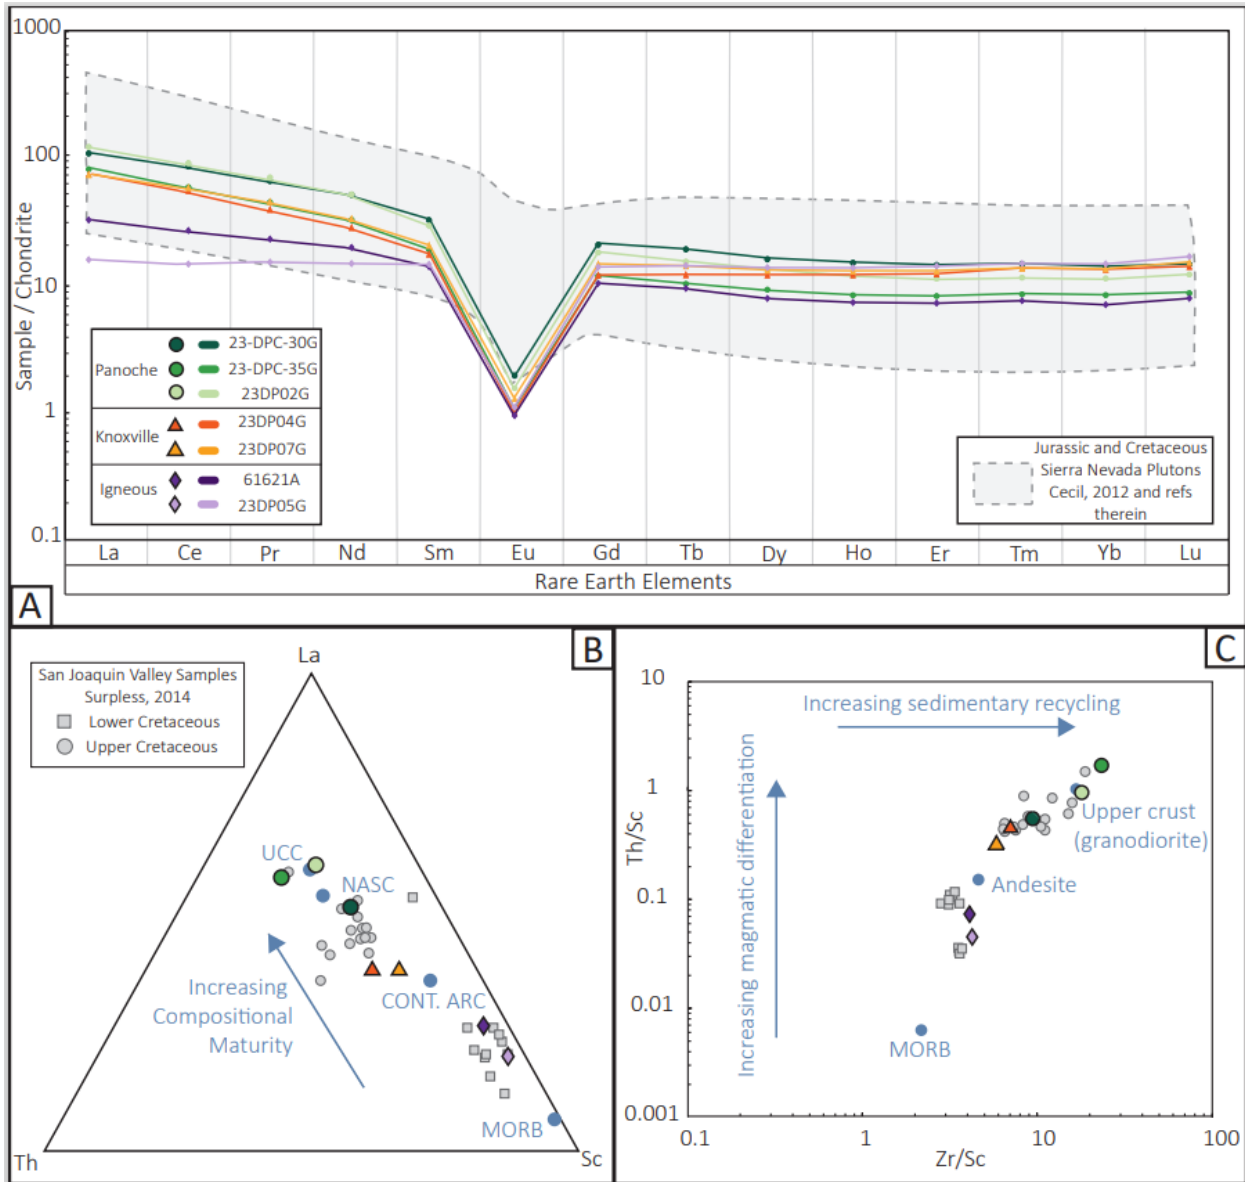 1000
100
10
1
0.1
Sample / Chondrite
Panoche
23-DPC-30G
23-DPC-35G
23DP02G
Knoxville
23DP04G
23DP07G
Igneous
61621A
23DP05G
Jurassic and Cretaceous
Sierra Nevada Plutons
Cecil, 2012 and refs
therein
La Ce Pr Nd Sm Eu Gd Tb Dy Ho Er Tm Yb Lu
Rare Earth Elements
A
B
San Joaquin Valley Samples
Surpless, 2014
Lower Cretaceous
Upper Cretaceous
La
UCC
NASC
CONT. ARC
MORB
Increasing
Compositional
Maturity
Th
Sc
C
10
1
0.1
0.01
0.001
Th/Sc
Increasing sedimentary recycling
Increasing magmatic differentiation
Upper crust
(granodiorite)
Andesite
MORB
0.1 1 10 100
Zr/Sc